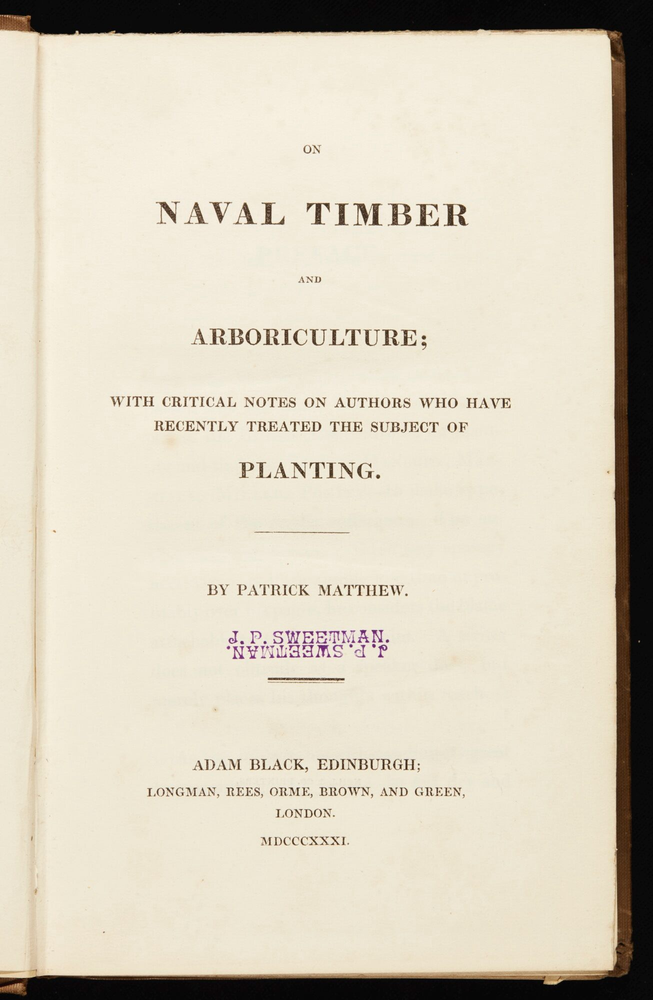 ON
NAVAL TIMBER
AND
ARBORICULTURE;
WITH CRITICAL NOTES ON AUTHORS WHO HAVE
RECENTLY TREATED THE SUBJECT OF
PLANTING.
BY PATRICK MATTHEW.
J. P. SWEETMAN.
J. P. SWEETMAN.
ADAM BLACK, EDINBURGH;
LONGMAN, REES, ORME, BROWN, AND GREEN,
LONDON.
MDCCCXXXI.